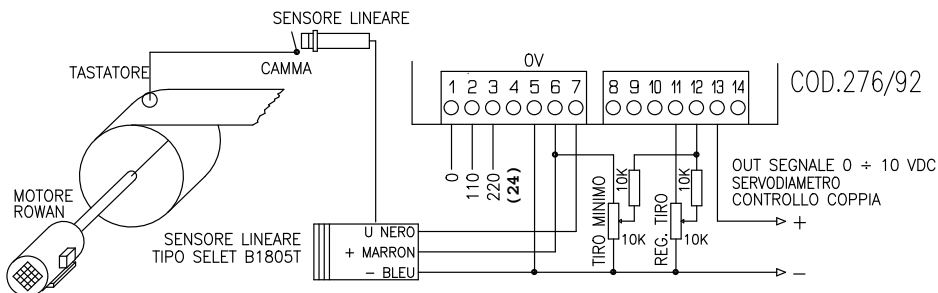 SENSORE LINEARE
TASTATORE
CAMMA
0V
1 2 3 4 5 6 7
8 9 10 11 12 13 14
COD.276/92
0
110
220
(24)
TIRO MINIMO
10K
10K
REG. TIRO
10K
10K
OUT SEGNALE 0 ÷ 10 VDC
SERVODIAMETRO
CONTROLLO COPPIA
+
−
MOTORE
ROWAN
SENSORE LINEARE
TIPO SELET B1805T
U NERO
+ MARRON
− BLEU